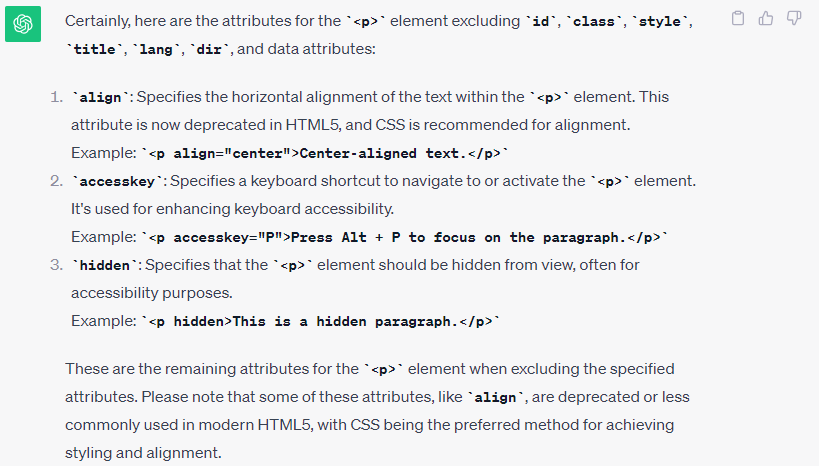 Certainly, here are the attributes for the `<p>` element excluding `id`, `class`, `style`,
`title`, `lang`, `dir`, and data attributes:
1. `align`: Specifies the horizontal alignment of the text within the `<p>` element. This
attribute is now deprecated in HTML5, and CSS is recommended for alignment.
Example: `<p align="center">Center-aligned text.</p>`
2. `accesskey`: Specifies a keyboard shortcut to navigate to or activate the `<p>` element.
It's used for enhancing keyboard accessibility.
Example: `<p accesskey="P">Press Alt + P to focus on the paragraph.</p>`
3. `hidden`: Specifies that the `<p>` element should be hidden from view, often for
accessibility purposes.
Example: `<p hidden>This is a hidden paragraph.</p>`
These are the remaining attributes for the `<p>` element when excluding the specified
attributes. Please note that some of these attributes, like `align`, are deprecated or less
commonly used in modern HTML5, with CSS being the preferred method for achieving
styling and alignment.